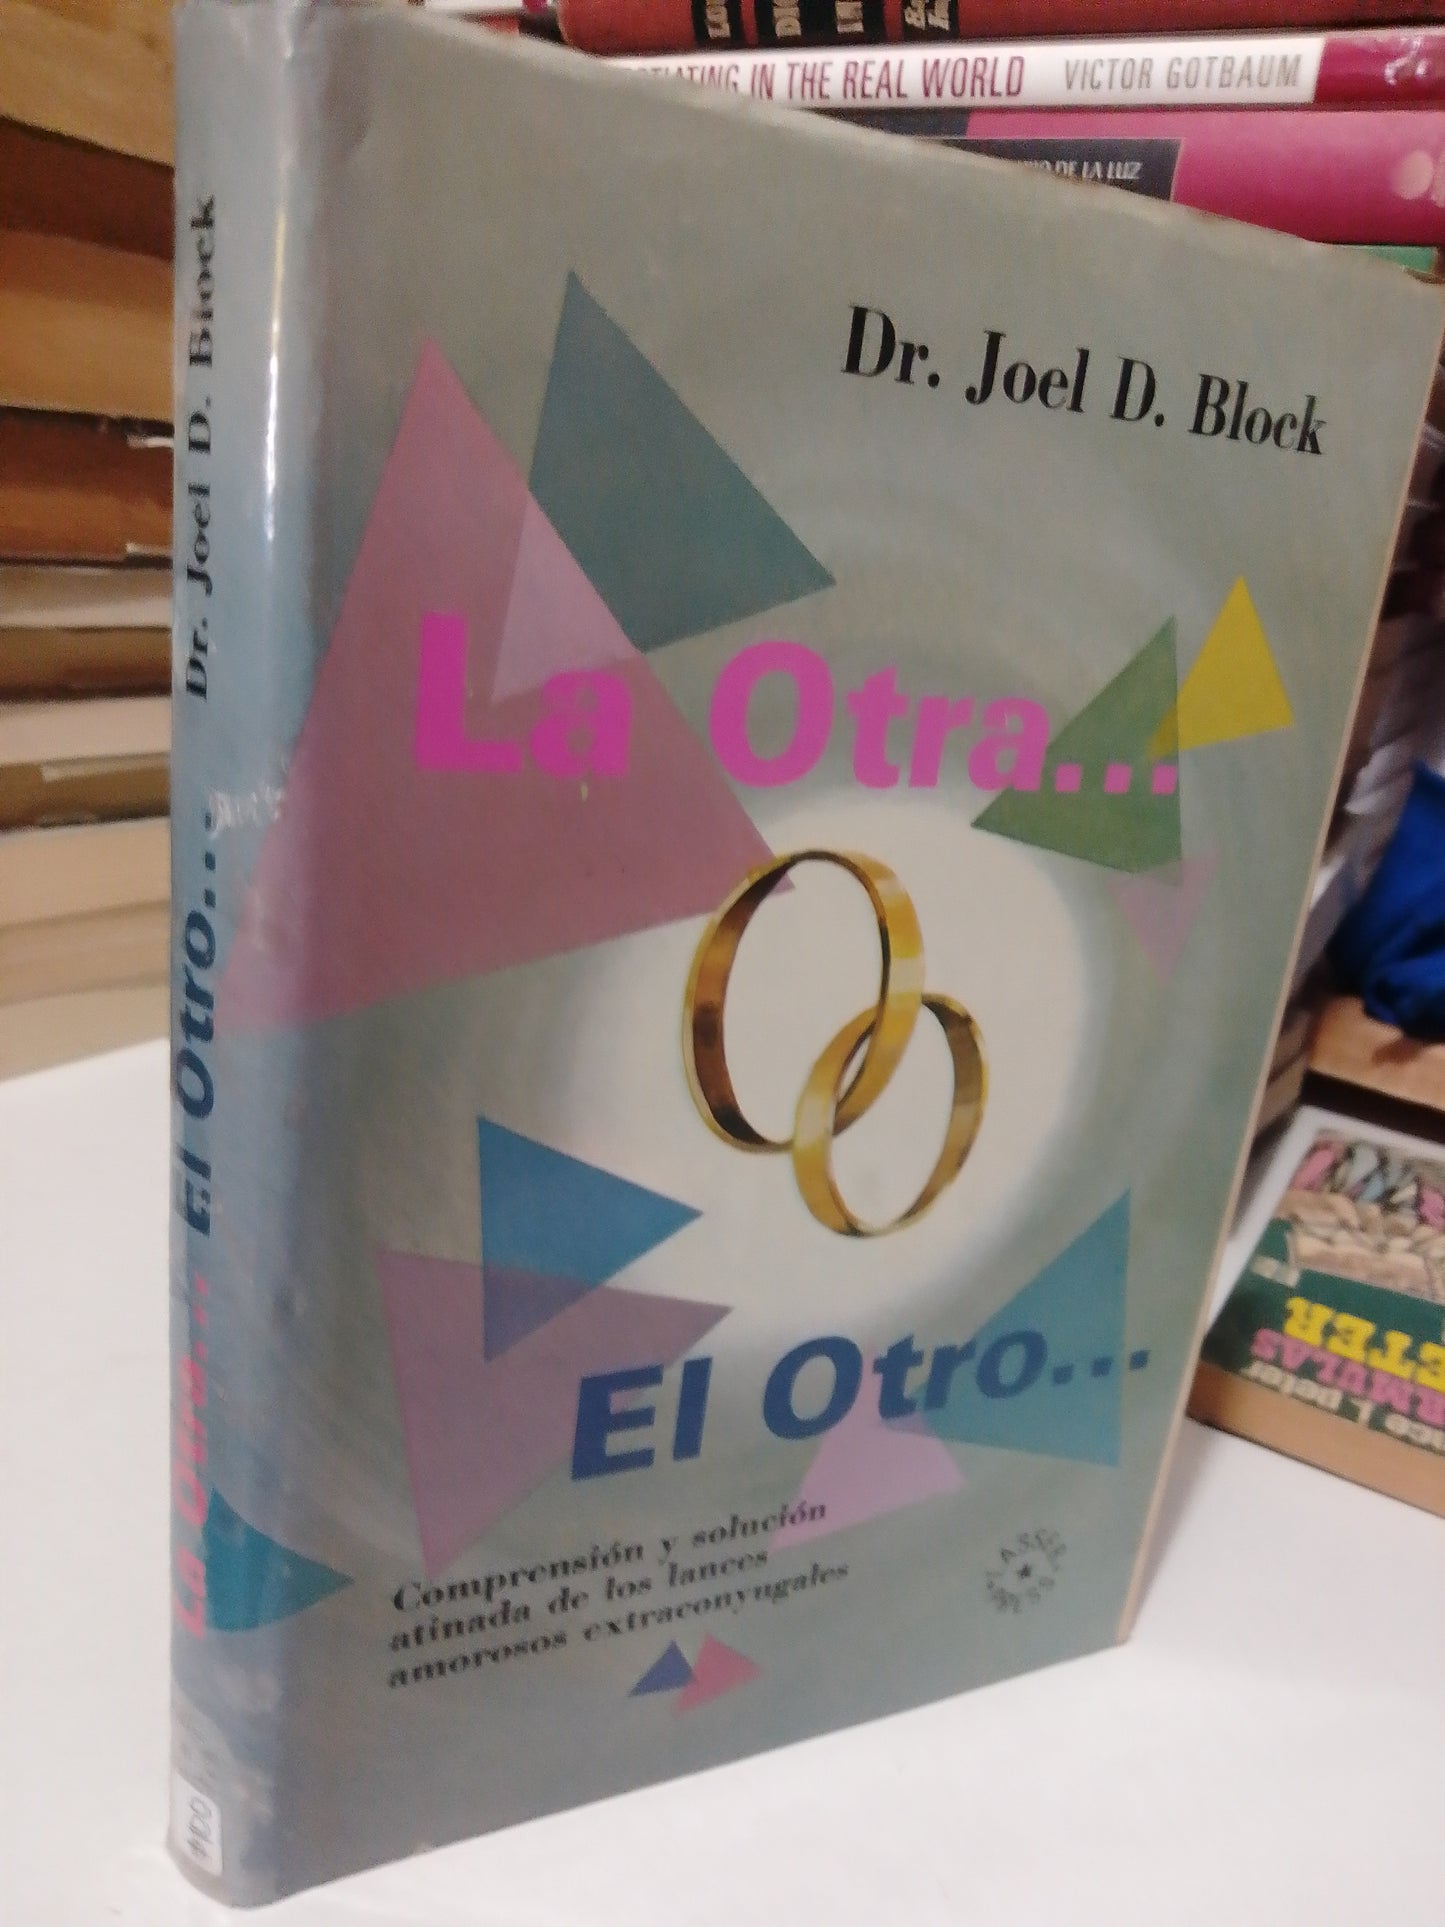 IN THE REAL WORLD VICTOR GOTBAUM
DE LA LUZ
Dr. Joel D. Block
La Otra...
El Otro...
Comprensión y solución
atinada de los lances
amorosos extraconyugales
La Otra... El Otro... Dr. Joel D. Block